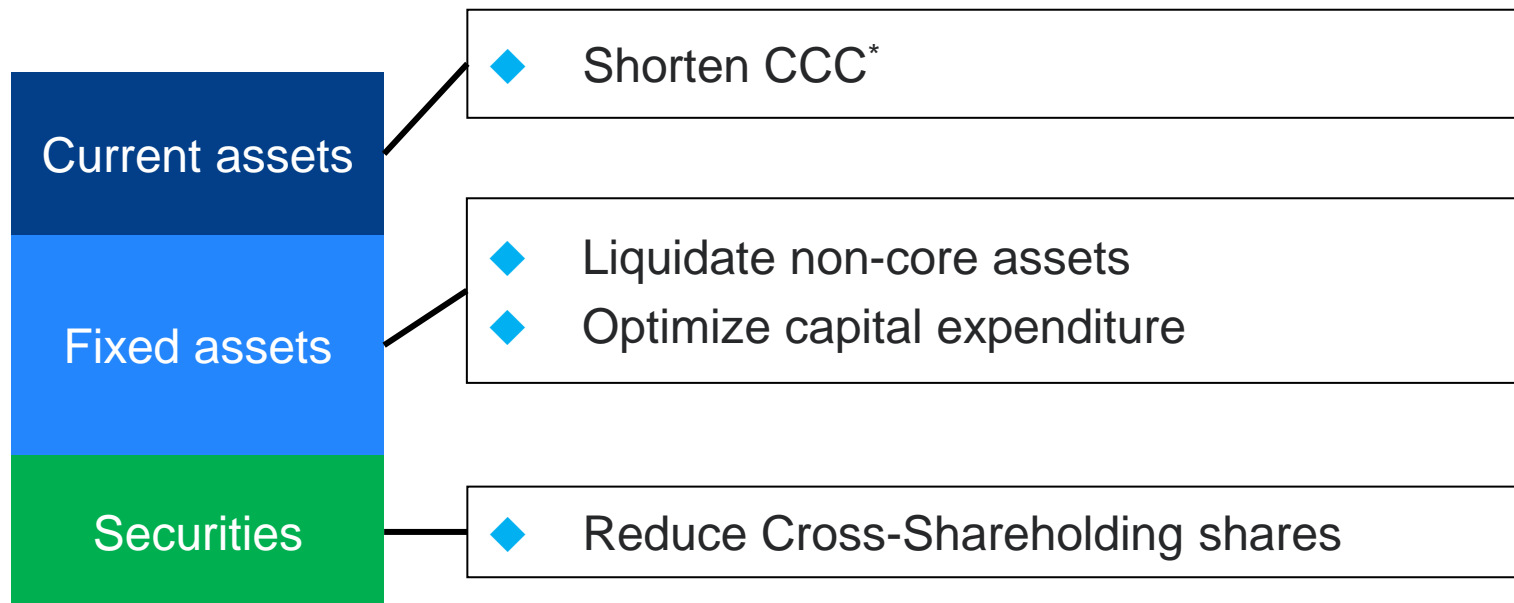 Current assets
Shorten CCC*
Fixed assets
Liquidate non-core assets
Optimize capital expenditure
Securities
Reduce Cross-Shareholding shares